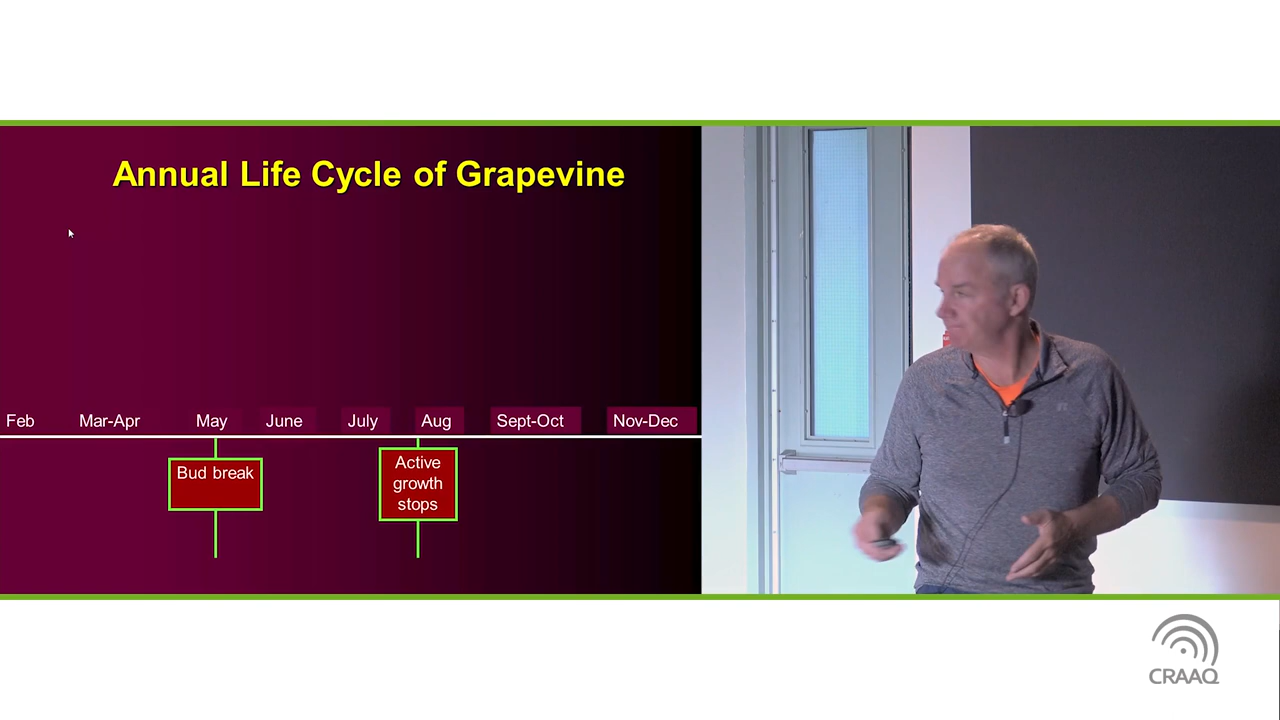 Annual Life Cycle of Grapevine
Feb Mar-Apr May June July Aug Sept-Oct Nov-Dec
Bud break
Active
growth
stops
CRAAQ